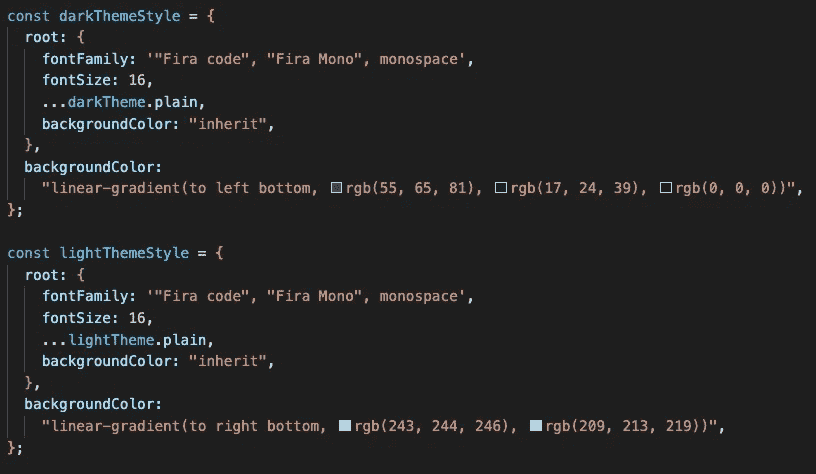 const darkThemeStyle = {
  root: {
    fontFamily: '"Fira code", "Fira Mono", monospace',
    fontSize: 16,
    ...darkTheme.plain,
    backgroundColor: "inherit",
  },
  backgroundColor:
    "linear-gradient(to left bottom, rgb(55, 65, 81), rgb(17, 24, 39), rgb(0, 0, 0))",
};

const lightThemeStyle = {
  root: {
    fontFamily: '"Fira code", "Fira Mono", monospace',
    fontSize: 16,
    ...lightTheme.plain,
    backgroundColor: "inherit",
  },
  backgroundColor:
    "linear-gradient(to right bottom, rgb(243, 244, 246), rgb(209, 213, 219))",
};